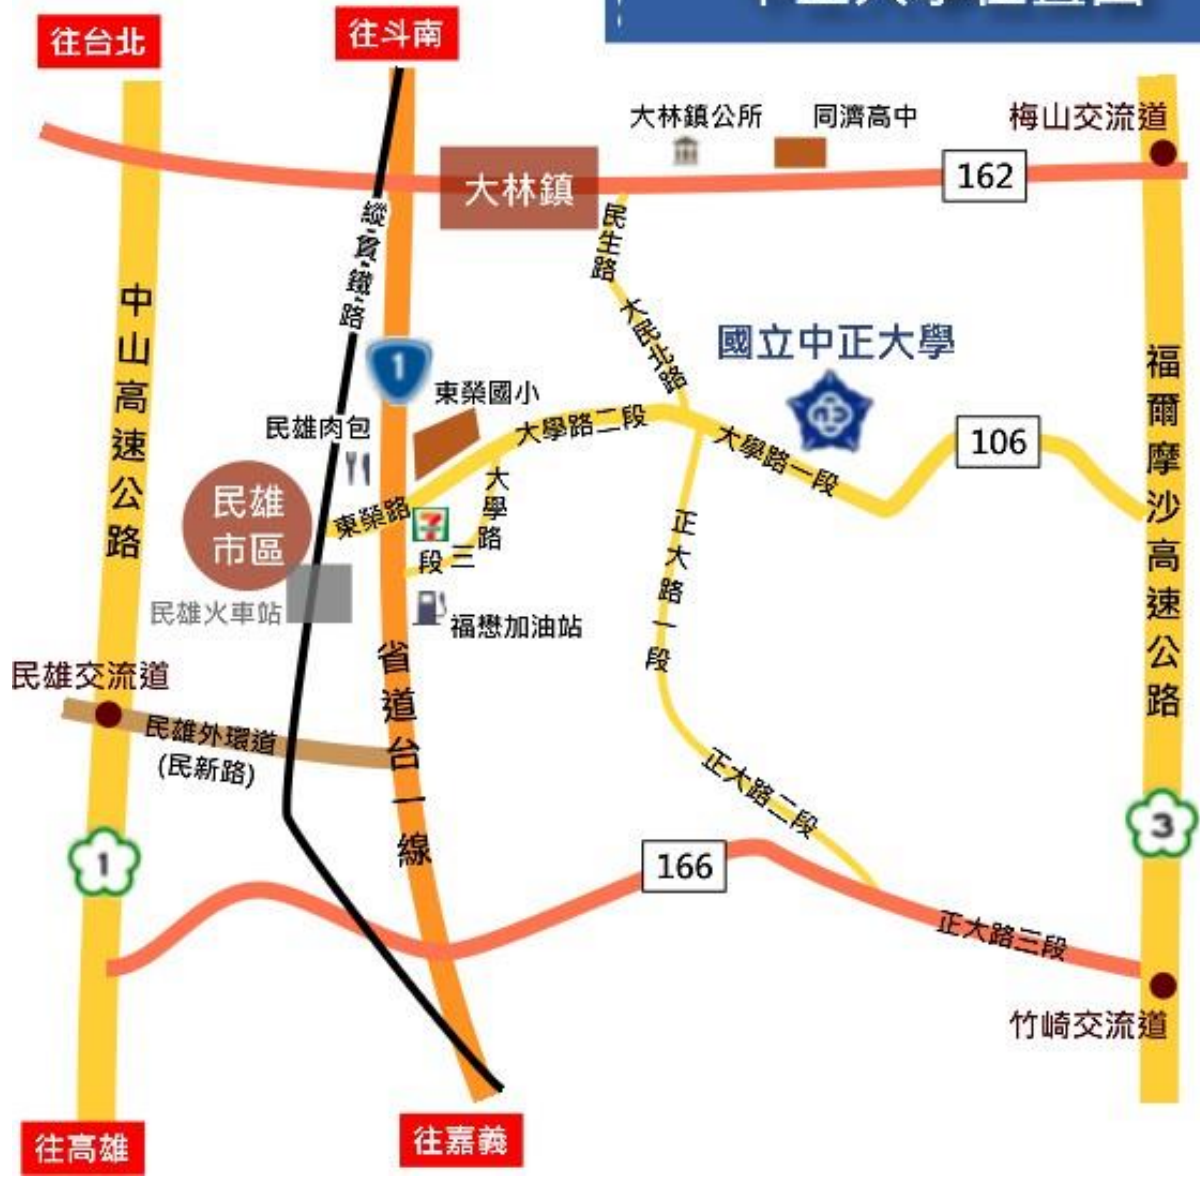 往台北
往斗南
大林鎮公所
同濟高中
梅山交流道
162
大林鎮
縱貫鐵路
民生路
中山高速公路
大民北路
國立中正大學
福爾摩沙高速公路
1
東榮國小
民雄肉包
大學路二段
大學路一段
106
民雄
市區
東榮路
7
大學路三段
正大路一段
民雄火車站
福懋加油站
省道台一線
民雄交流道
民雄外環道
(民新路)
正大路二段
3
1
166
正大路三段
竹崎交流道
往高雄
往嘉義